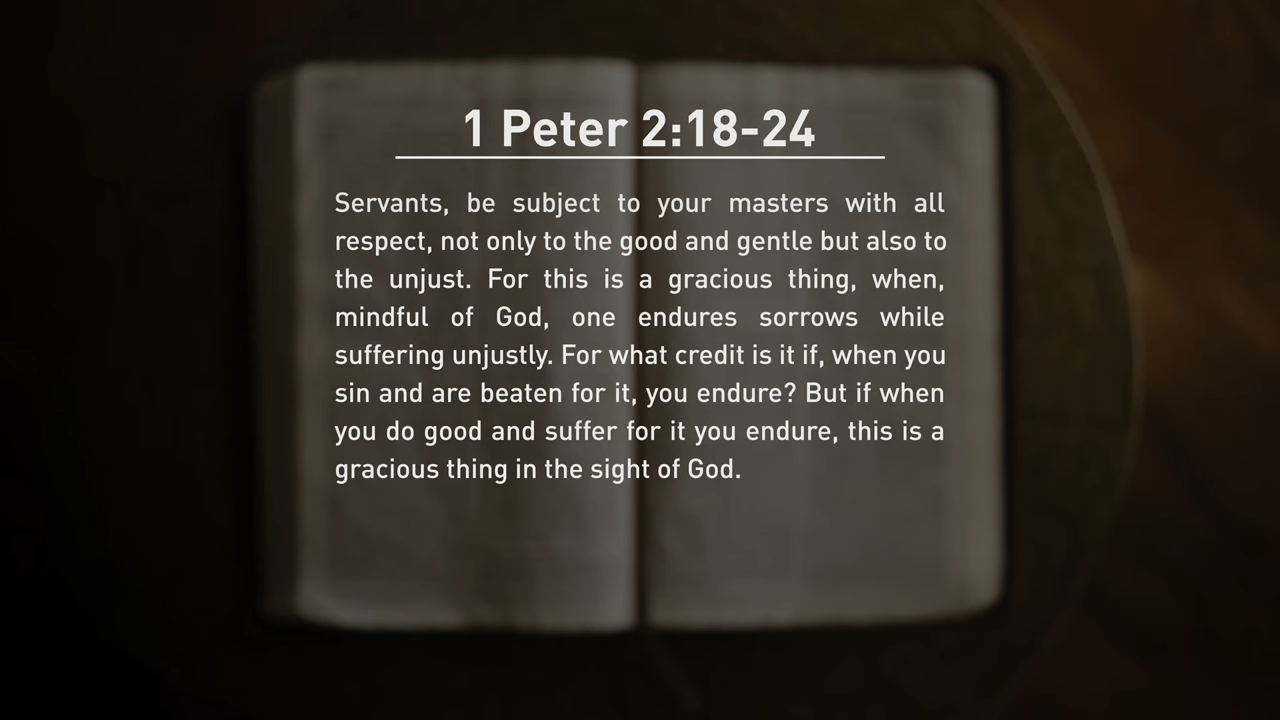 1 Peter 2:18-24
Servants, be subject to your masters with all
respect, not only to the good and gentle but also to
the unjust. For this is a gracious thing, when,
mindful of God, one endures sorrows while
suffering unjustly. For what credit is it if, when you
sin and are beaten for it, you endure? But if when
you do good and suffer for it you endure, this is a
gracious thing in the sight of God.